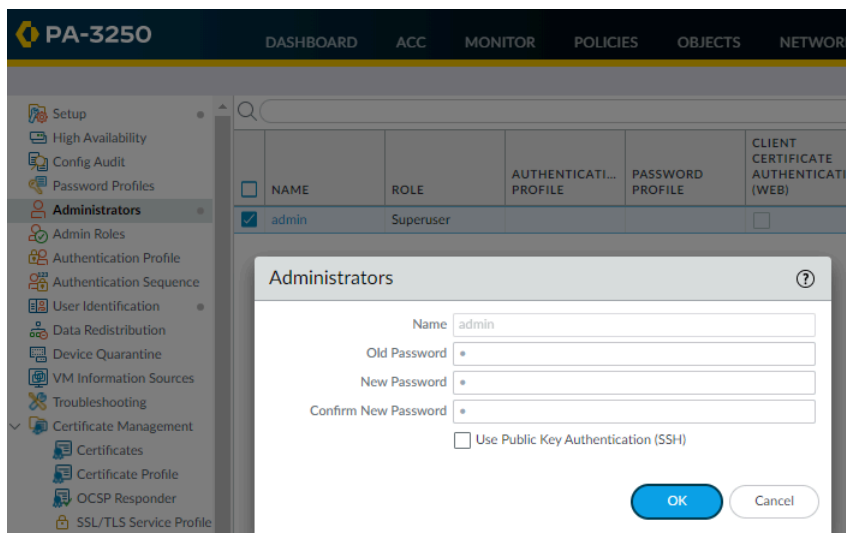 PA-3250
DASHBOARD ACC MONITOR POLICIES OBJECTS NETWOR
Setup
High Availability
Config Audit
Password Profiles
Administrators
Admin Roles
Authentication Profile
Authentication Sequence
User Identification
Data Redistribution
Device Quarantine
VM Information Sources
Troubleshooting
Certificate Management
Certificates
Certificate Profile
OCSP Responder
SSL/TLS Service Profile
NAME
ROLE
AUTHENTICATI...
PROFILE
PASSWORD
PROFILE
CLIENT
CERTIFICATE
AUTHENTICATI
(WEB)
admin Superuser
Administrators
Name admin
Old Password
New Password
Confirm New Password
Use Public Key Authentication (SSH)
OK Cancel